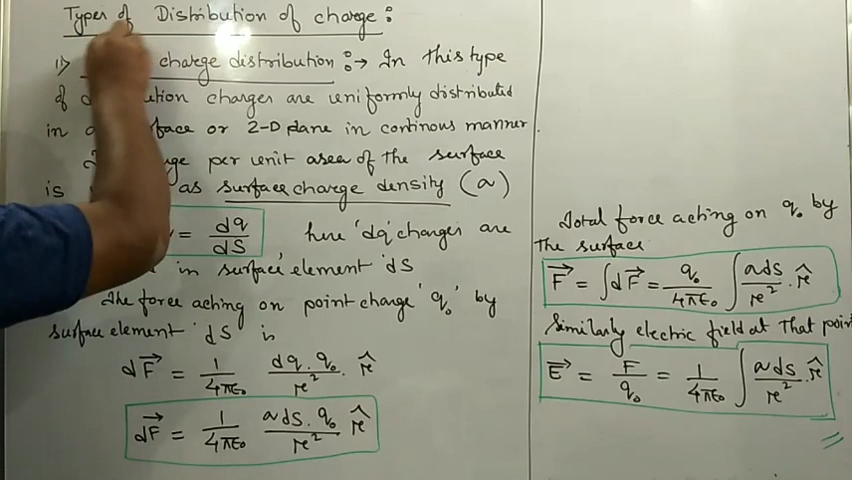 Types of Distribution of charge:
1) charge distribution :→ In this type
of charges are uniformly distributed
in or 2-D plane in continous manner.
per unit area of the surface
is as surface charge density (σ)
= dq/dS here 'dq' charges are
in surface element 'dS'
The force acting on point charge 'q₀' by
surface element 'dS' is
dF⃗ = 1/4πε₀ dq.q₀/r² . r̂
dF⃗ = 1/4πε₀ σds.q₀/r² r̂
Total force acting on q₀ by
The surface
F⃗ = ∫dF⃗ = q₀/4πε₀ ∫ σds/r² . r̂
Similarly electric field at that point
E⃗ = F/q₀ = 1/4πε₀ ∫ σds/r² . r̂